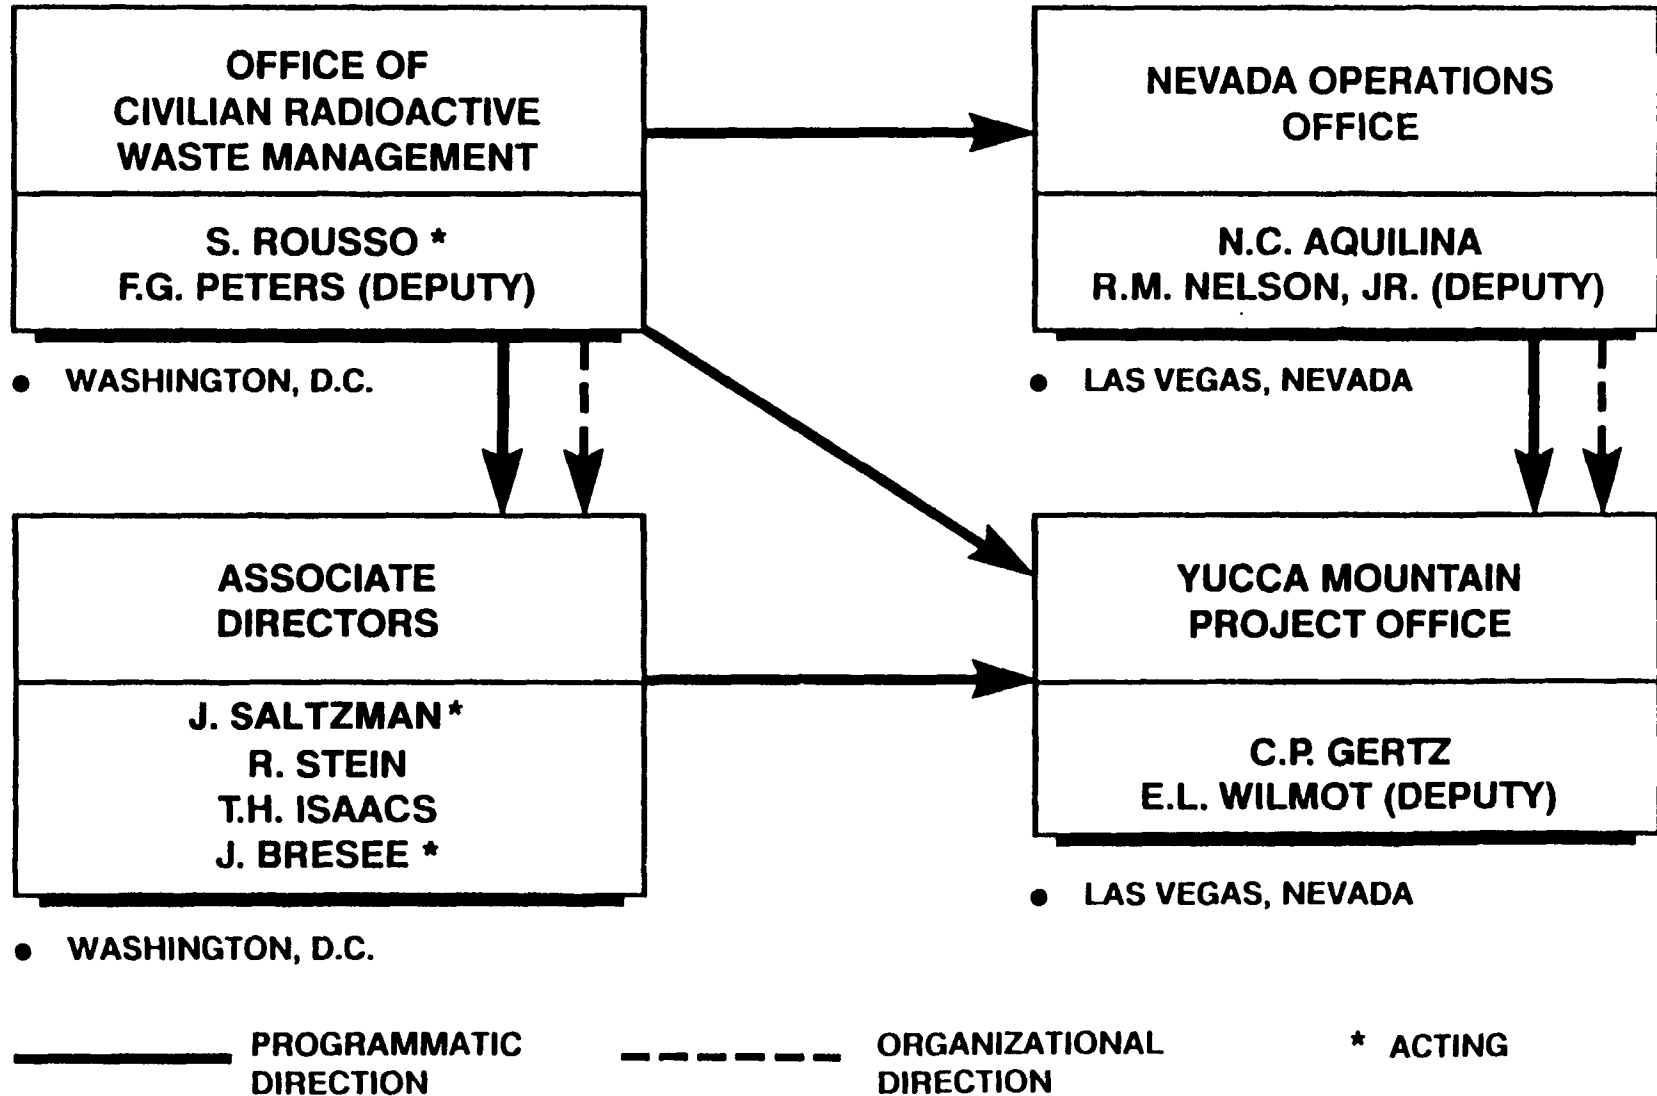 OFFICE OF
CIVILIAN RADIOACTIVE
WASTE MANAGEMENT
S. ROUSSO *
F.G. PETERS (DEPUTY)
● WASHINGTON, D.C.
NEVADA OPERATIONS
OFFICE
N.C. AQUILINA
R.M. NELSON, JR. (DEPUTY)
● LAS VEGAS, NEVADA
ASSOCIATE
DIRECTORS
J. SALTZMAN *
R. STEIN
T.H. ISAACS
J. BRESEE *
● WASHINGTON, D.C.
YUCCA MOUNTAIN
PROJECT OFFICE
C.P. GERTZ
E.L. WILMOT (DEPUTY)
● LAS VEGAS, NEVADA
PROGRAMMATIC
DIRECTION
ORGANIZATIONAL
DIRECTION
* ACTING